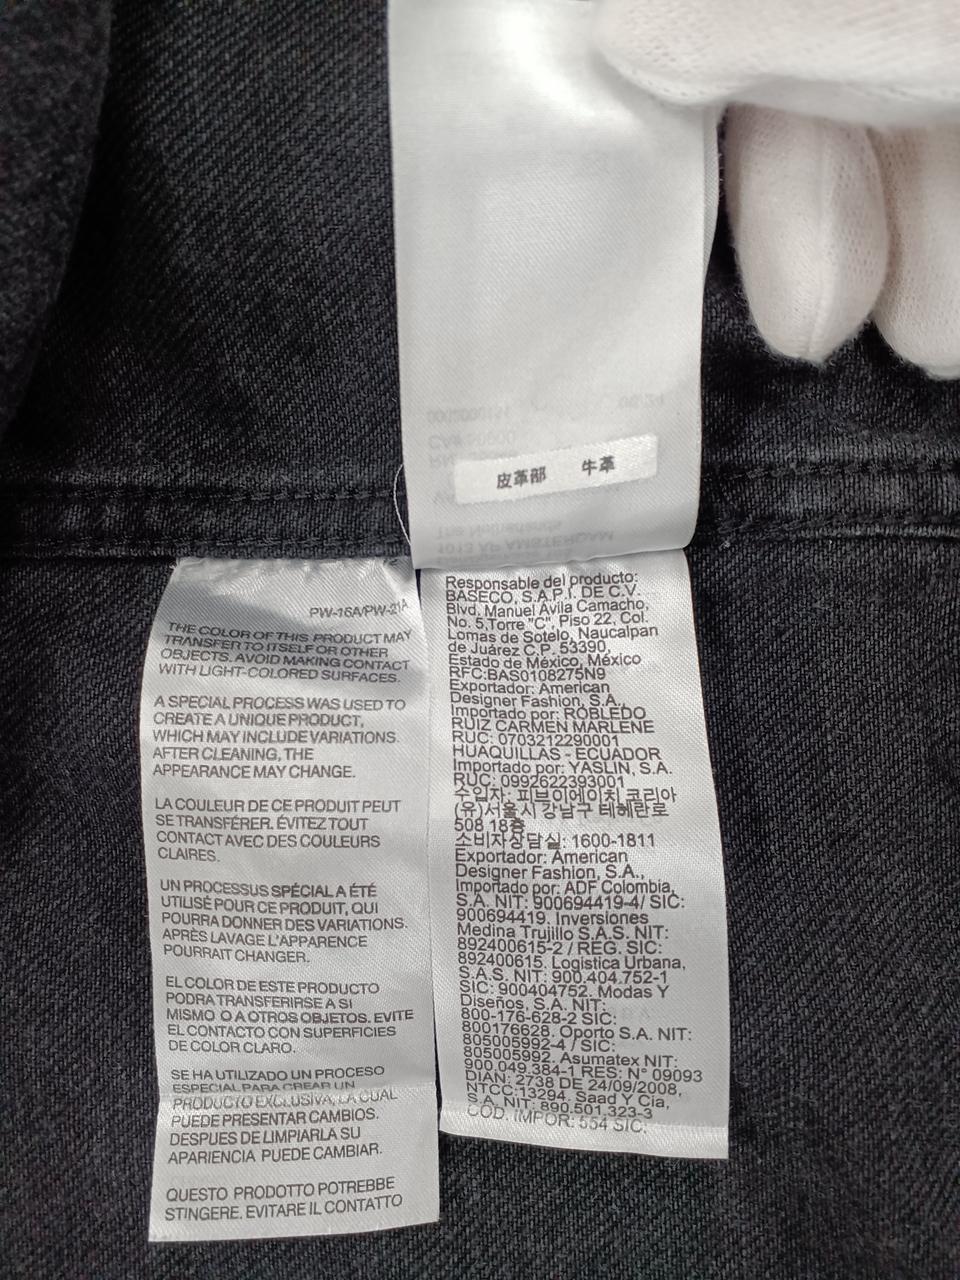 皮革部 牛革
PW-16A/PW-21A
THE COLOR OF THIS PRODUCT MAY
TRANSFER TO ITSELF OR OTHER
OBJECTS. AVOID MAKING CONTACT
WITH LIGHT-COLORED SURFACES.
A SPECIAL PROCESS WAS USED TO
CREATE A UNIQUE PRODUCT,
WHICH MAY INCLUDE VARIATIONS.
AFTER CLEANING, THE
APPEARANCE MAY CHANGE.
LA COULEUR DE CE PRODUIT PEUT
SE TRANSFÉRER. ÉVITEZ TOUT
CONTACT AVEC DES COULEURS
CLAIRES.
UN PROCESSUS SPÉCIAL A ÉTÉ
UTILISÉ POUR CE PRODUIT, QUI
POURRA DONNER DES VARIATIONS.
APRÈS LAVAGE L'APPARENCE
POURRAIT CHANGER.
EL COLOR DE ESTE PRODUCTO
PODRA TRANSFERIRSE A SI
MISMO O A OTROS OBJETOS. EVITE
EL CONTACTO CON SUPERFICIES
DE COLOR CLARO.
SE HA UTILIZADO UN PROCESO
ESPECIAL PARA CREAR UN
PRODUCTO EXCLUSIVA, LA CUAL
PUEDE PRESENTAR CAMBIOS.
DESPUES DE LIMPIARLA SU
APARIENCIA PUEDE CAMBIAR.
QUESTO PRODOTTO POTREBBE
STINGERE. EVITARE IL CONTATTO
Responsable del producto:
BASECO, S.A.P.I. DE C.V.
Blvd. Manuel Ávila Camacho,
No. 5,Torre "C", Piso 22, Col.
Lomas de Sotelo, Naucalpan
de Juárez C.P. 53390,
Estado de México, México
RFC:BAS0108275N9
Exportador: American
Designer Fashion, S.A.,
Importado por: ROBLEDO
RUIZ CARMEN MARLENE
RUC: 0703212290001
HUAQUILLAS - ECUADOR
Importado por: YASLIN, S.A.
RUC: 0992622393001
수입자: 피브이에이치 코리아
(유)서울시 강남구 테헤란로
508 18층
소비자상담실: 1600-1811
Exportador: American
Designer Fashion, S.A.,
Importado por: ADF Colombia,
S.A. NIT: 900694419-4/ SIC:
900694419. Inversiones
Medina Trujillo S.A.S. NIT:
892400615-2 / REG. SIC:
892400615. Logistica Urbana,
S.A.S. NIT: 900.404.752-1
SIC: 900404752. Modas Y
Diseños, S.A. NIT:
800-176-628-2 SIC:
800176628. Oporto S.A. NIT:
805005992-4 / SIC:
805005992. Asumatex NIT:
900.049.384-1 RES: N° 09093
DIAN: 2738 DE 24/09/2008,
NTCC:13294. Saad Y Cia,
S.A. NIT: 890.501.323-3
COD. IMPOR: 554 SIC: